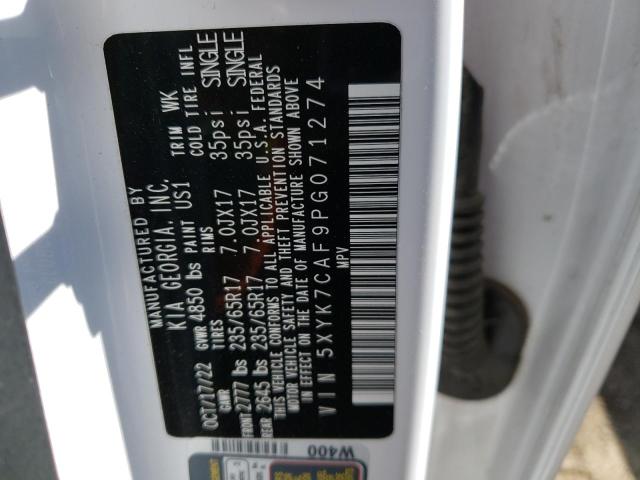 MANUFACTURED BY
KIA GEORGIA, INC.
OCT/17/22 PAINT US1 TRIM WK
GVWR 4850 lbs
GAWR TIRES RIMS COLD TIRE INFL
FRONT 2777 lbs 235/65R17 7.0JX17 35psi SINGLE
REAR 2645 lbs 235/65R17 7.0JX17 35psi SINGLE
THIS VEHICLE CONFORMS TO ALL APPLICABLE U.S.A. FEDERAL
MOTOR VEHICLE SAFETY AND THEFT PREVENTION STANDARDS
IN EFFECT ON THE DATE OF MANUFACTURE SHOWN ABOVE
VIN 5XYK7CAF9PG071274
MPV
W400